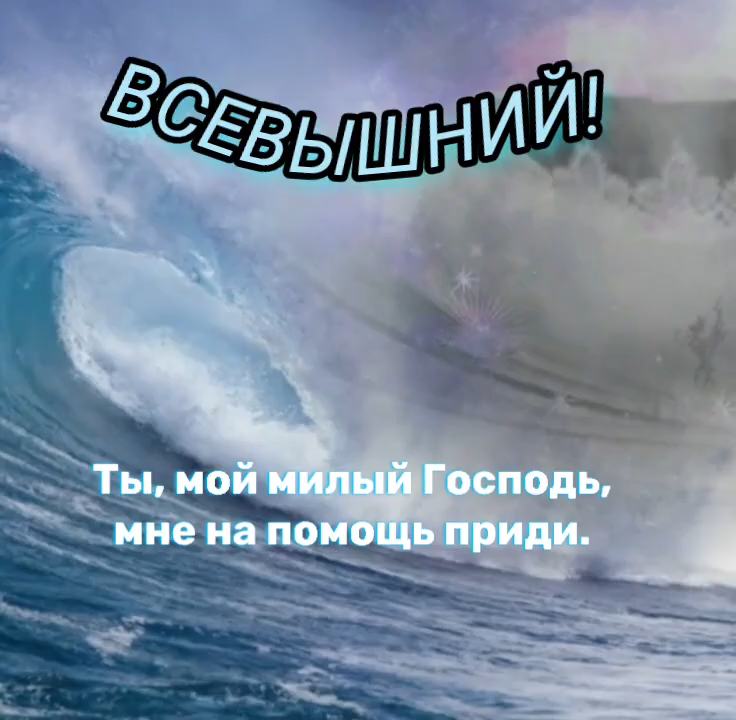 ВСЕВЫШНИЙ!
Ты, мой милый Господь,
мне на помощь приди.